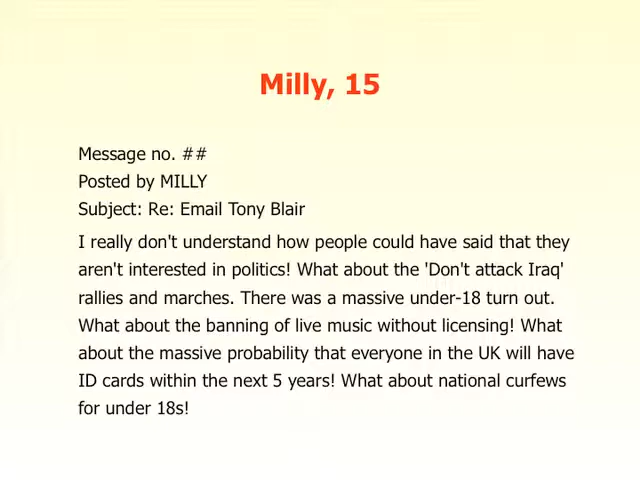 Milly, 15
Message no. ##
Posted by MILLY
Subject: Re: Email Tony Blair
I really don't understand how people could have said that they
aren't interested in politics! What about the 'Don't attack Iraq'
rallies and marches. There was a massive under-18 turn out.
What about the banning of live music without licensing! What
about the massive probability that everyone in the UK will have
ID cards within the next 5 years! What about national curfews
for under 18s!